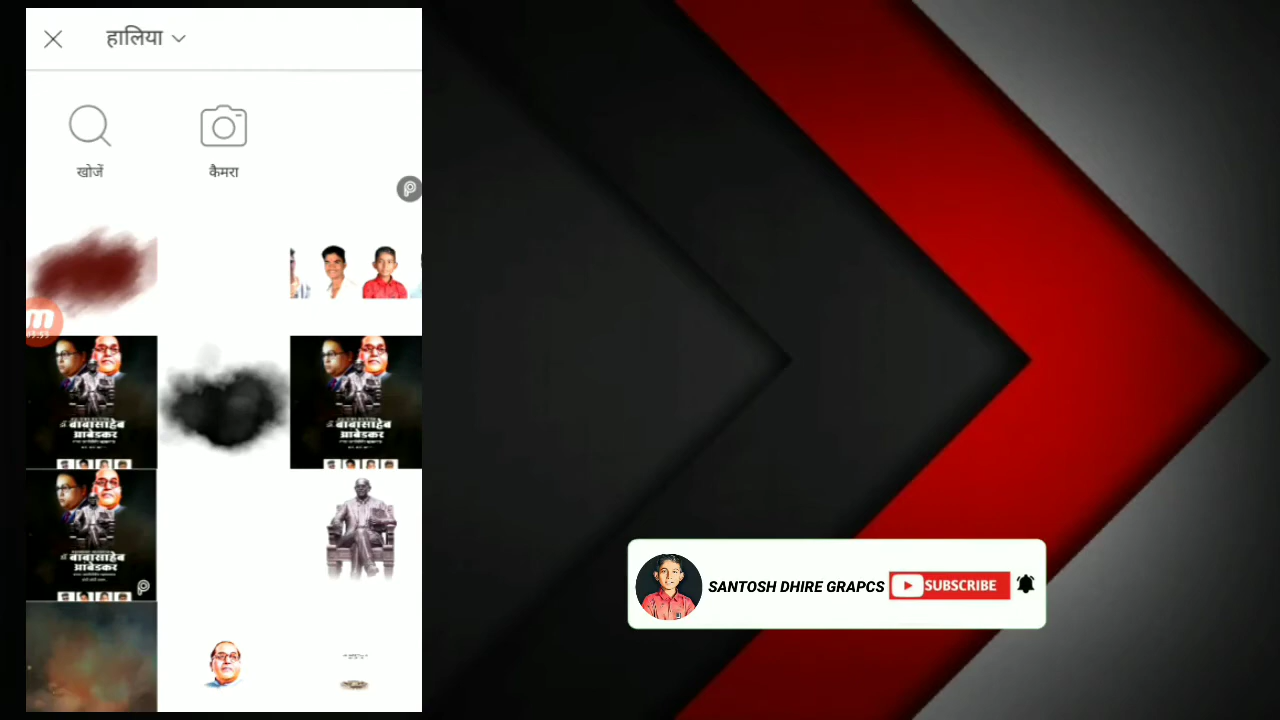 हालिया
खोजें
कैमरा
बाबासाहेब
आंबेडकर
बाबासाहेब
आंबेडकर
बाबासाहेब
आंबेडकर
SANTOSH DHIRE GRAPCS SUBSCRIBE